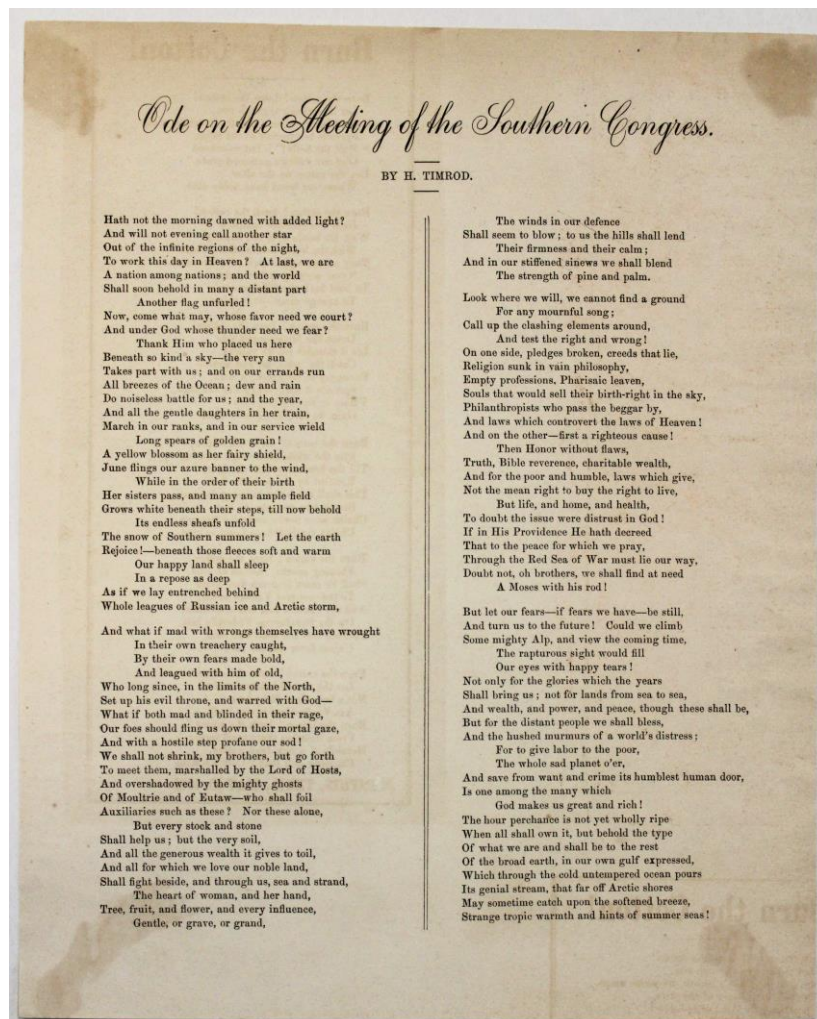 Ode on the Meeting of the Southern Congress.
BY H. TIMROD.
Hath not the morning dawned with added light?
And will not evening call another star
Out of the infinite regions of the night,
To work this day in Heaven? At last, we are
A nation among nations; and the world
Shall soon behold in many a distant part
Another flag unfurled!
Now, come what may, whose favor need we court?
And under God whose thunder need we fear?
Thank Him who placed us here
Beneath so kind a sky—the very sun
Takes part with us; and on our errands run
All breezes of the Ocean; dew and rain
Do noiseless battle for us; and the year,
And all the gentle daughters in her train,
March in our ranks, and in our service wield
Long spears of golden grain!
A yellow blossom as her fairy shield,
June flings our azure banner to the wind,
While in the order of their birth
Her sisters pass, and many an ample field
Grows white beneath their steps, till now behold
Its endless sheafs unfold
The snow of Southern summers! Let the earth
Rejoice!—beneath those fleeces soft and warm
Our happy land shall sleep
In a repose as deep
As if we lay entrenched behind
Whole leagues of Russian ice and Arctic storm,
And what if mad with wrongs themselves have wrought
In their own treachery caught,
By their own fears made bold,
And leagued with him of old,
Who long since, in the limits of the North,
Set up his evil throne, and warred with God—
What if both mad and blinded in their rage,
Our foes should fling us down their mortal gaze,
And with a hostile step profane our sod!
We shall not shrink, my brothers, but go forth
To meet them, marshalled by the Lord of Hosts,
And overshadowed by the mighty ghosts
Of Moultrie and of Eutaw—who shall foil
Auxiliaries such as these? Nor these alone,
But every stock and stone
Shall help us; but the very soil,
And all the generous wealth it gives to toil,
And all for which we love our noble land,
Shall fight beside, and through us, sea and strand,
The heart of woman, and her hand,
Tree, fruit, and flower, and every influence,
Gentle, or grave, or grand,
The winds in our defence
Shall seem to blow; to us the hills shall lend
Their firmness and their calm;
And in our stiffened sinews we shall blend
The strength of pine and palm.
Look where we will, we cannot find a ground
For any mournful song;
Call up the clashing elements around,
And test the right and wrong!
On one side, pledges broken, creeds that lie,
Religion sunk in vain philosophy,
Empty professions, Pharisaic leaven,
Souls that would sell their birth-right in the sky,
Philanthropists who pass the beggar by,
And laws which controvert the laws of Heaven!
And on the other—first a righteous cause!
Then Honor without flaws,
Truth, Bible reverence, charitable wealth,
And for the poor and humble, laws which give,
Not the mean right to buy the right to live,
But life, and home, and health,
To doubt the issue were distrust in God!
If in His Providence He hath decreed
That to the peace for which we pray,
Through the Red Sea of War must lie our way,
Doubt not, oh brothers, we shall find at need
A Moses with his rod!
But let our fears—if fears we have—be still,
And turn us to the future! Could we climb
Some mighty Alp, and view the coming time,
The rapturous sight would fill
Our eyes with happy tears!
Not only for the glories which the years
Shall bring us; not for lands from sea to sea,
And wealth, and power, and peace, though these shall be,
But for the distant people we shall bless,
And the hushed murmurs of a world's distress;
For to give labor to the poor,
The whole sad planet o'er,
And save from want and crime its humblest human door,
Is one among the many which
God makes us great and rich!
The hour perchance is not yet wholly ripe
When all shall own it, but behold the type
Of what we are and shall be to the rest
Of the broad earth, in our own gulf expressed,
Which through the cold untempered ocean pours
Its genial stream, that far off Arctic shores
May sometime catch upon the softened breeze,
Strange tropic warmth and hints of summer seas!